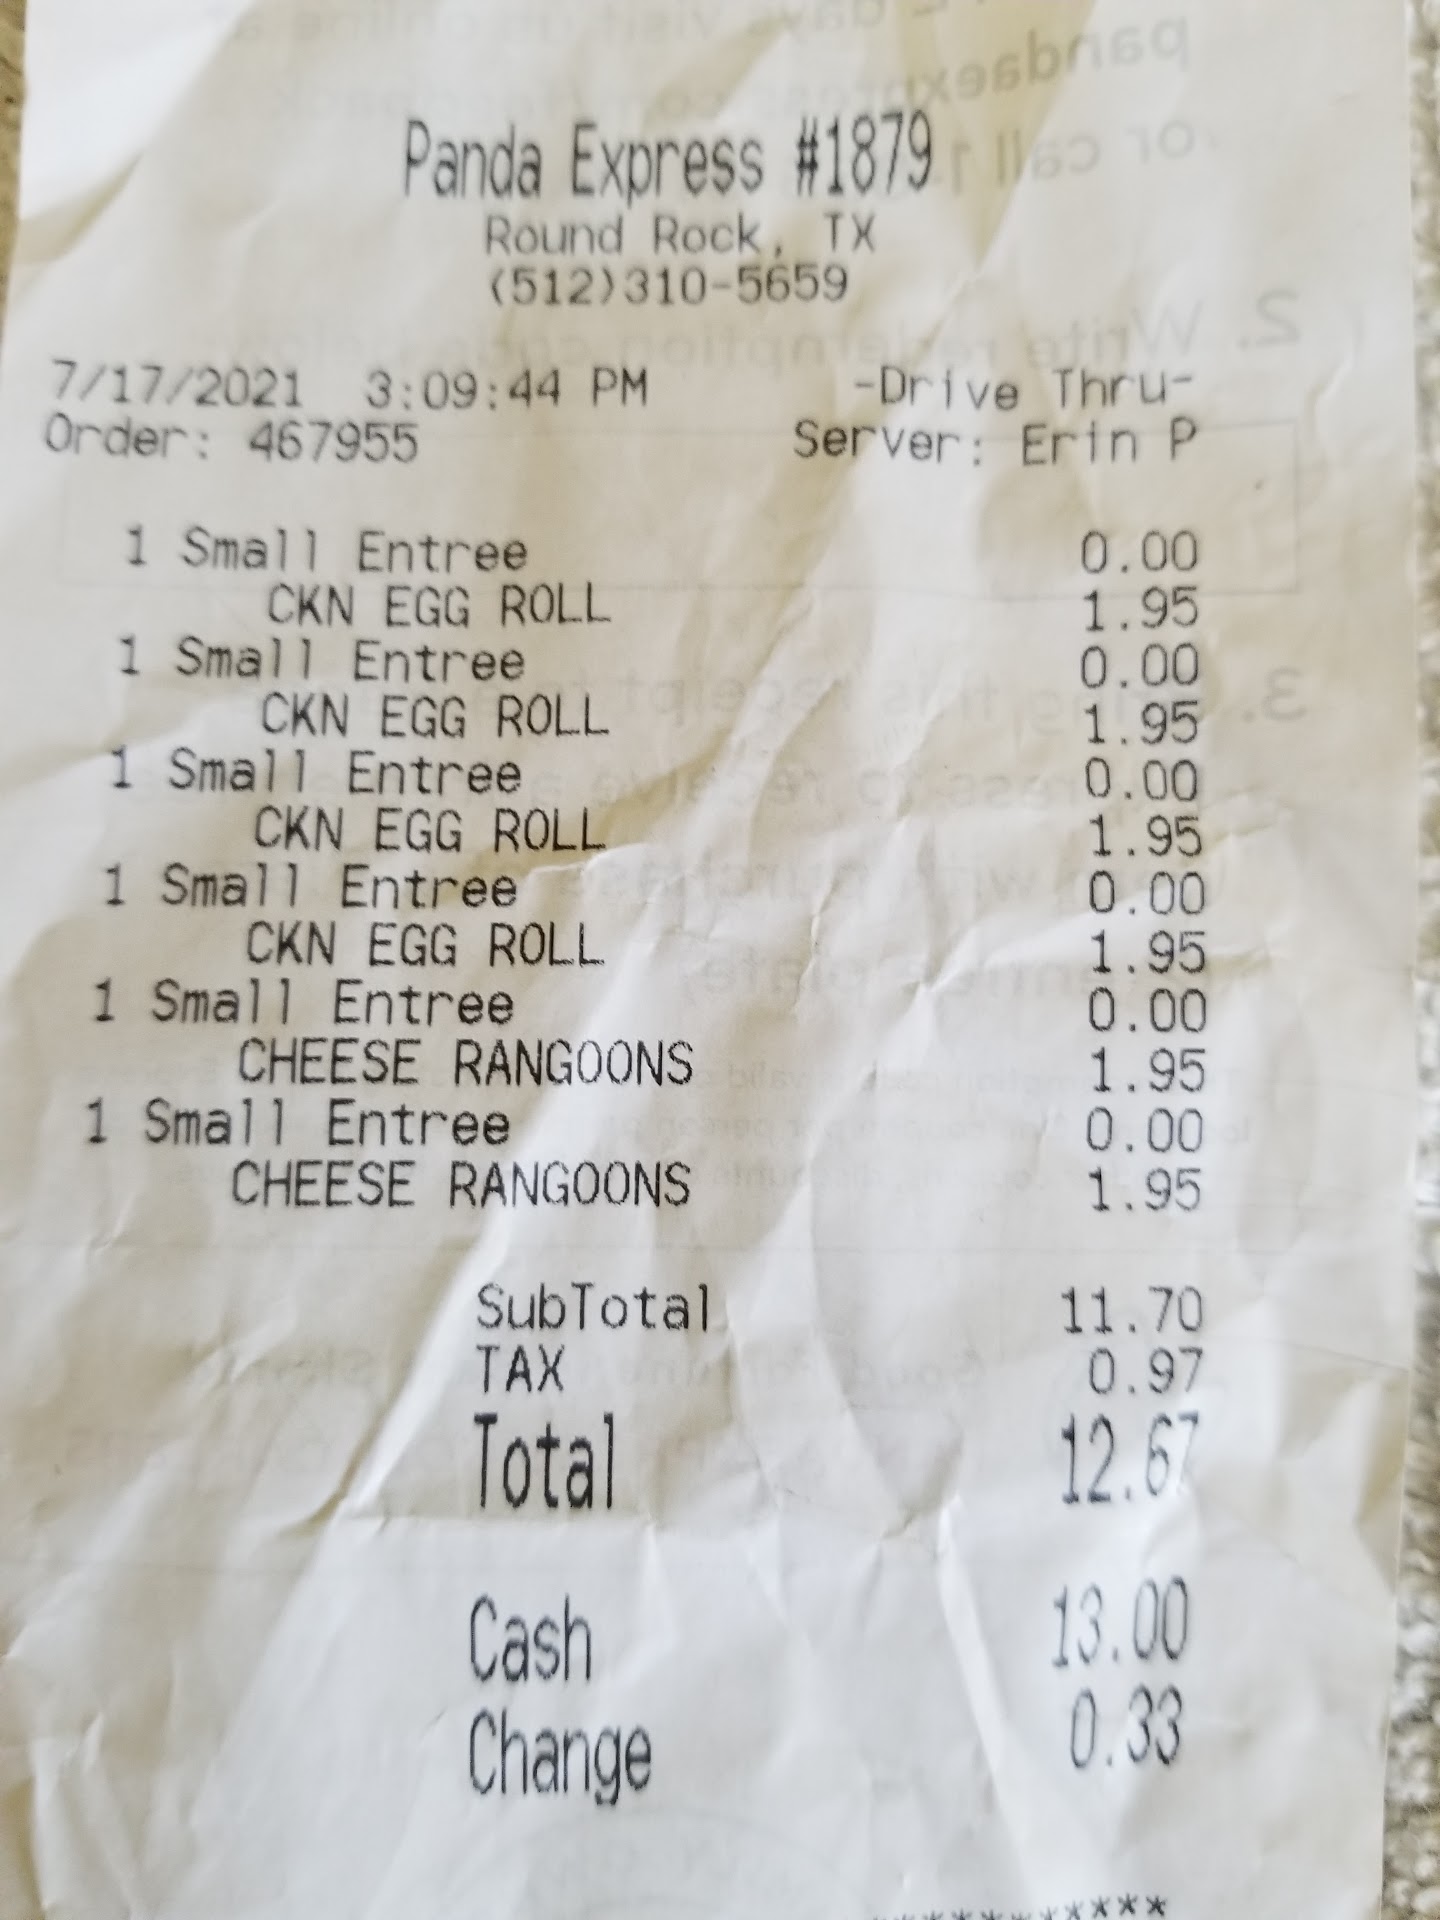 Panda Express #1879
Round Rock, TX
(512)310-5659
7/17/2021 3:09:44 PM -Drive Thru-
Order: 467955 Server: Erin P
1 Small Entree 0.00
CKN EGG ROLL 1.95
1 Small Entree 0.00
CKN EGG ROLL 1.95
1 Small Entree 0.00
CKN EGG ROLL 1.95
1 Small Entree 0.00
CKN EGG ROLL 1.95
1 Small Entree 0.00
CHEESE RANGOONS 1.95
1 Small Entree 0.00
CHEESE RANGOONS 1.95
SubTotal 11.70
TAX 0.97
Total 12.67
Cash 13.00
Change 0.33